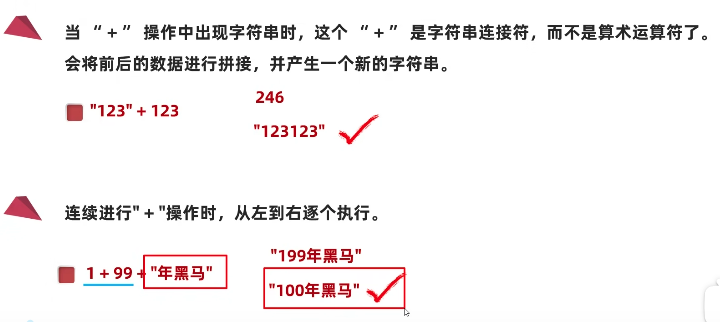 当 “+” 操作中出现字符串时，这个 “+” 是字符串连接符，而不是算术运算符了。
会将前后的数据进行拼接，并产生一个新的字符串。
"123" + 123
246
"123123"
连续进行"+"操作时，从左到右逐个执行。
1 + 99 + "年黑马"
"199年黑马"
"100年黑马"